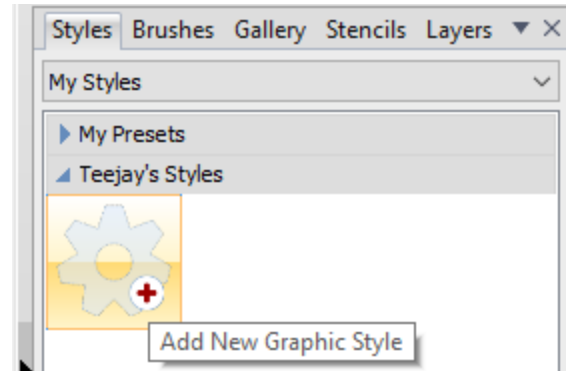 Styles Brushes Gallery Stencils Layers
My Styles
My Presets
Teejay's Styles
Add New Graphic Style